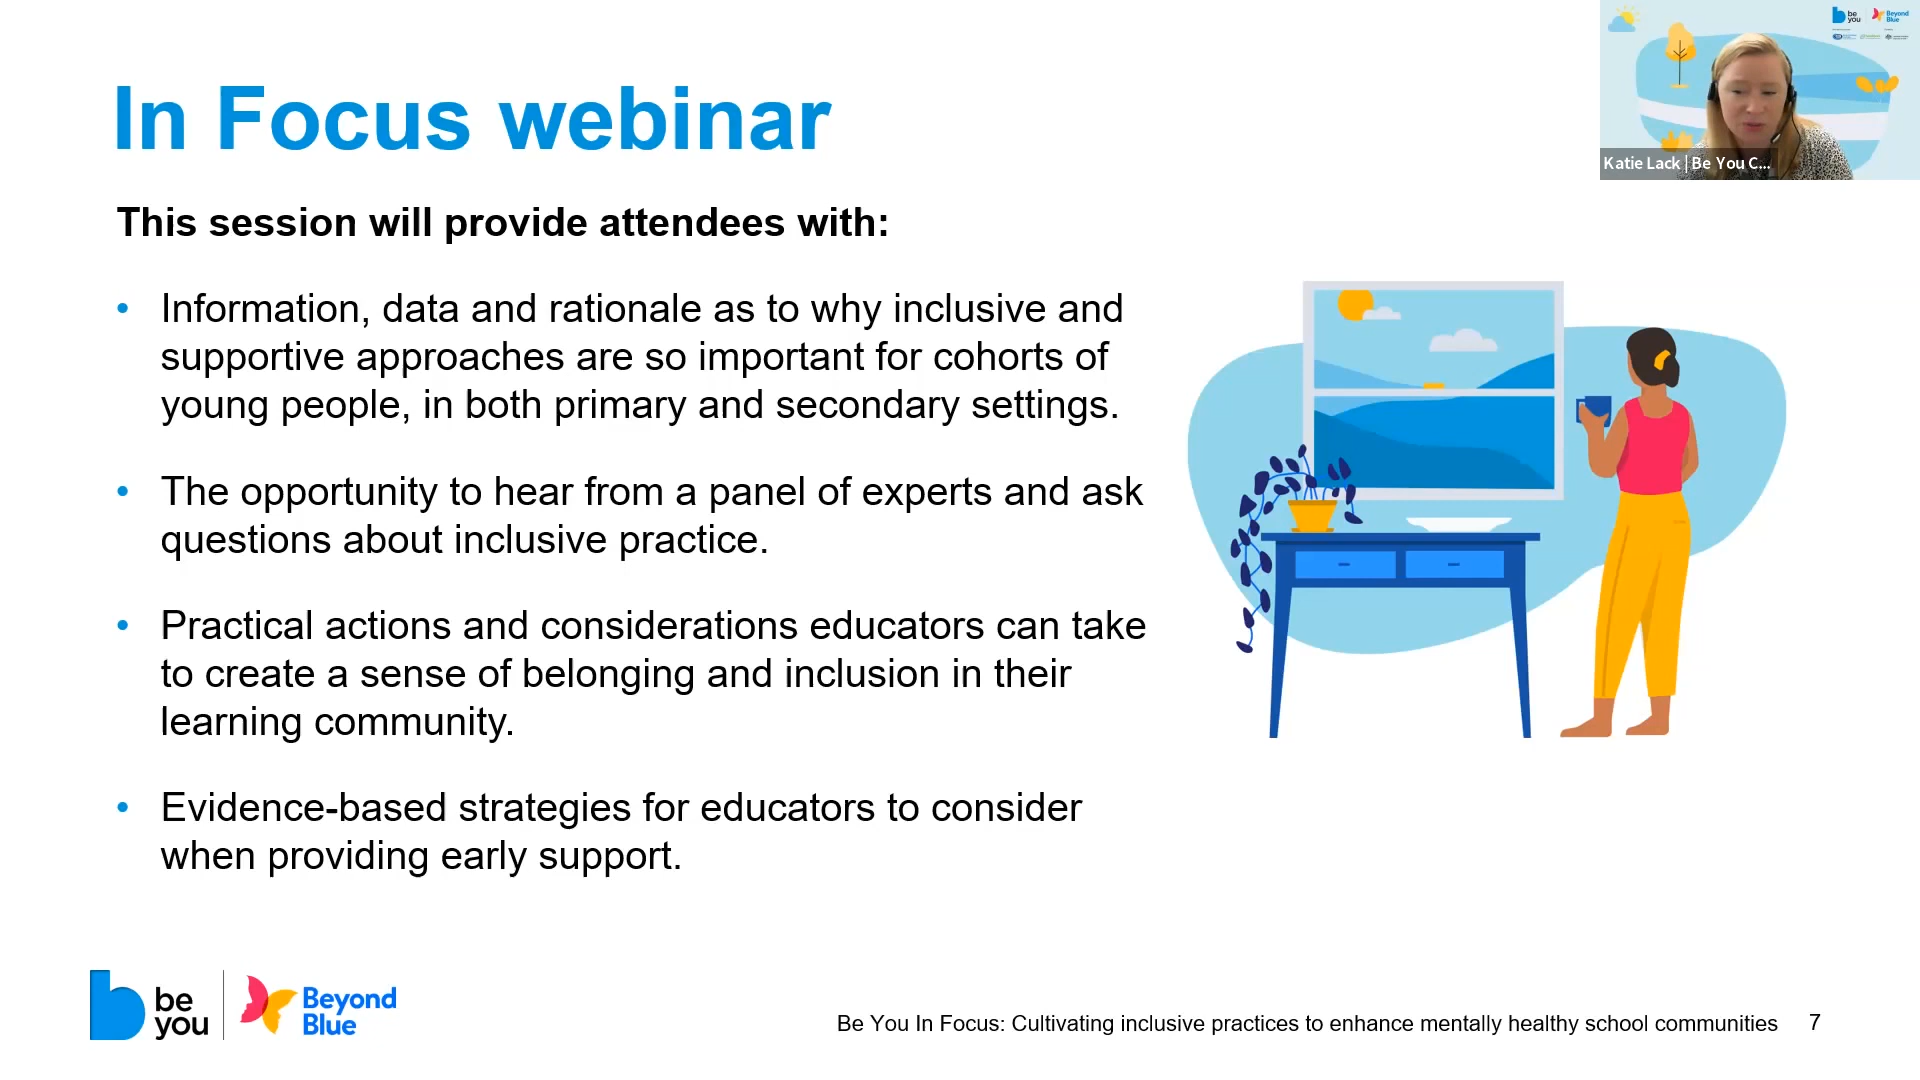 In Focus webinar
This session will provide attendees with:
• Information, data and rationale as to why inclusive and
supportive approaches are so important for cohorts of
young people, in both primary and secondary settings.
• The opportunity to hear from a panel of experts and ask
questions about inclusive practice.
• Practical actions and considerations educators can take
to create a sense of belonging and inclusion in their
learning community.
• Evidence-based strategies for educators to consider
when providing early support.
be
you
Beyond
Blue
Katie Lack | Be You C...
be
you
Beyond
Blue
Be You In Focus: Cultivating inclusive practices to enhance mentally healthy school communities 7